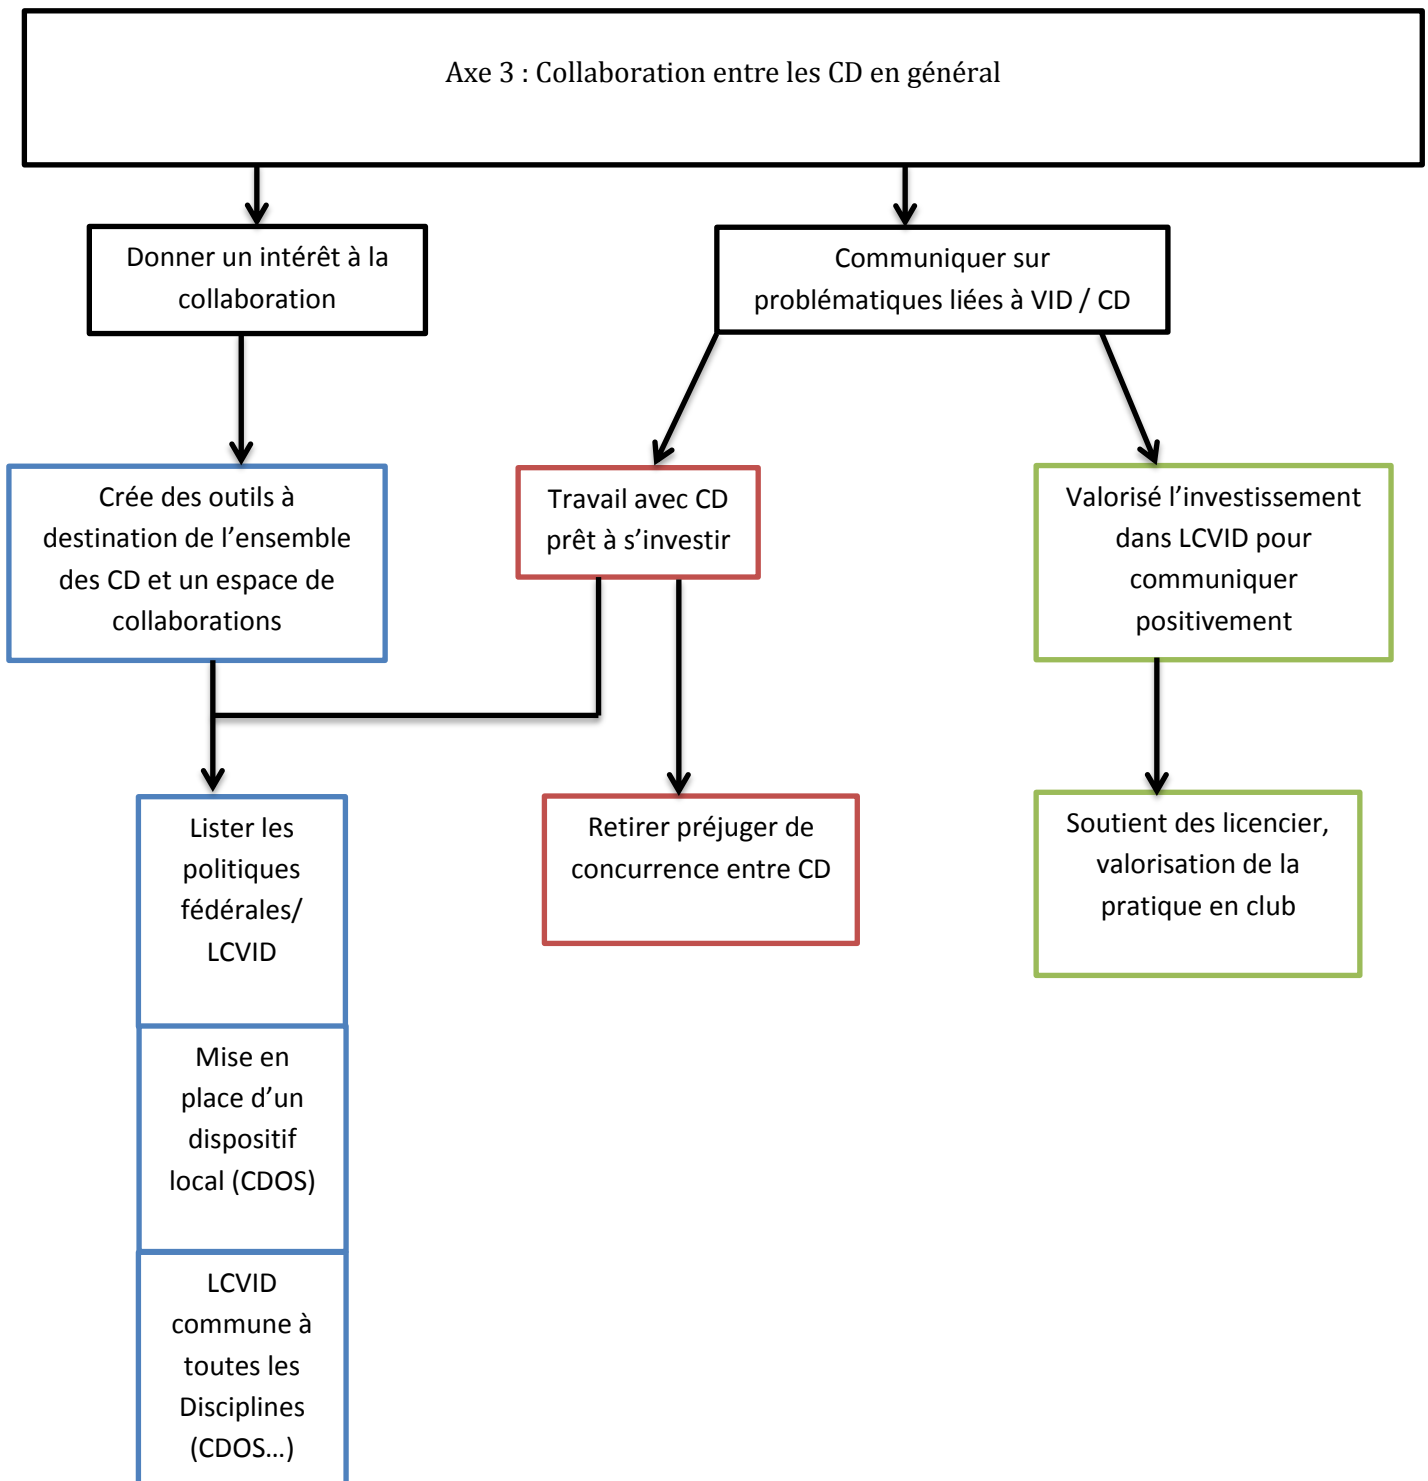 Axe 3 : Collaboration entre les CD en général
Donner un intérêt à la
collaboration
Communiquer sur
problématiques liées à VID / CD
Crée des outils à
destination de l’ensemble
des CD et un espace de
collaborations
Travail avec CD
prêt à s’investir
Valorisé l’investissement
dans LCVID pour
communiquer
positivement
Lister les
politiques
fédérales/
LCVID
Retirer préjuger de
concurrence entre CD
Soutient des licencier,
valorisation de la
pratique en club
Mise en
place d’un
dispositif
local (CDOS)
LCVID
commune à
toutes les
Disciplines
(CDOS…)